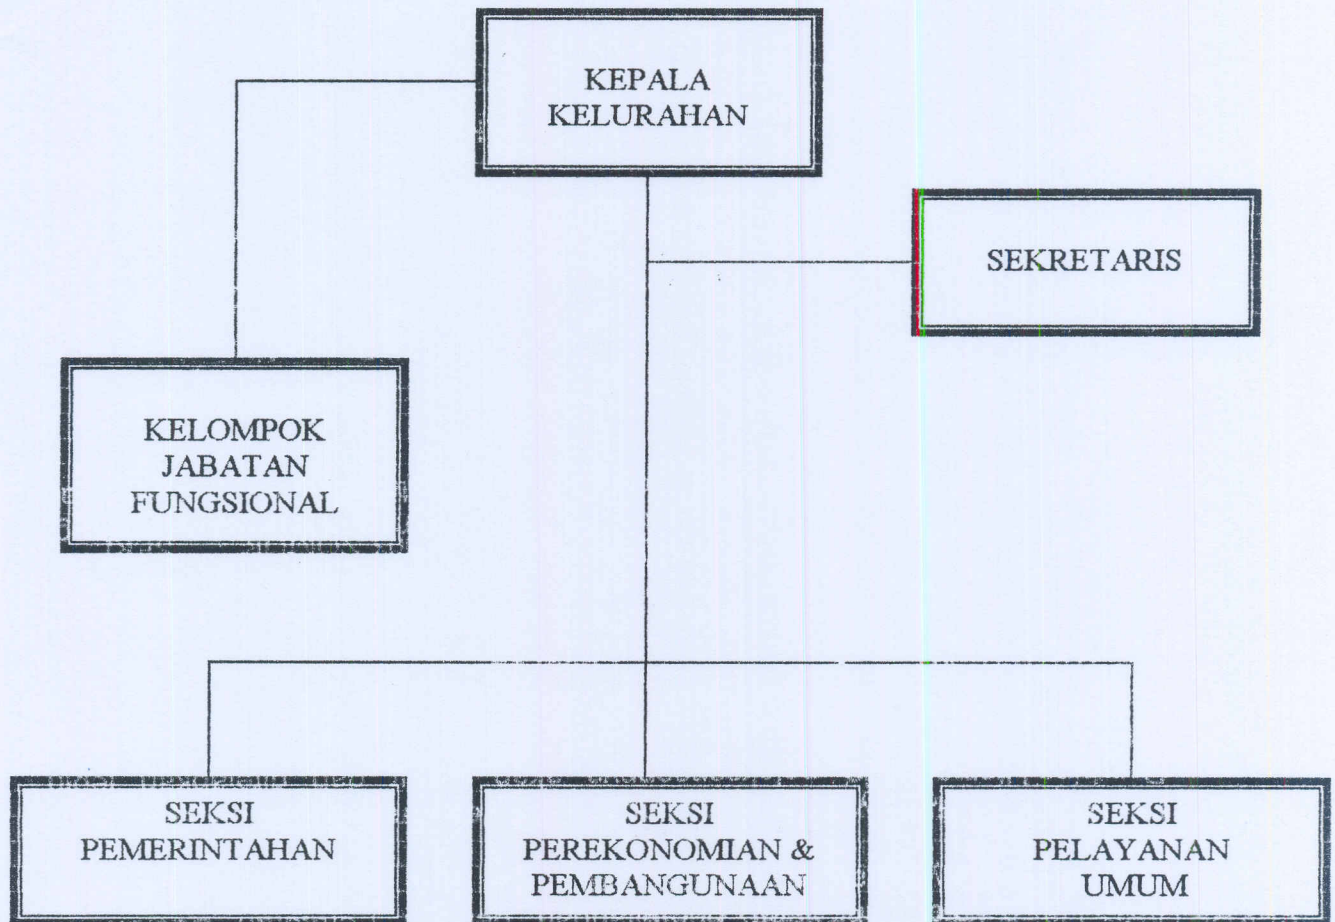 KEPALA
KELURAHAN
SEKRETARIS
KELOMPOK
JABATAN
FUNGSIONAL
SEKSI
PEMERINTAHAN
SEKSI
PEREKONOMIAN &
PEMBANGUNAAN
SEKSI
PELAYANAN
UMUM